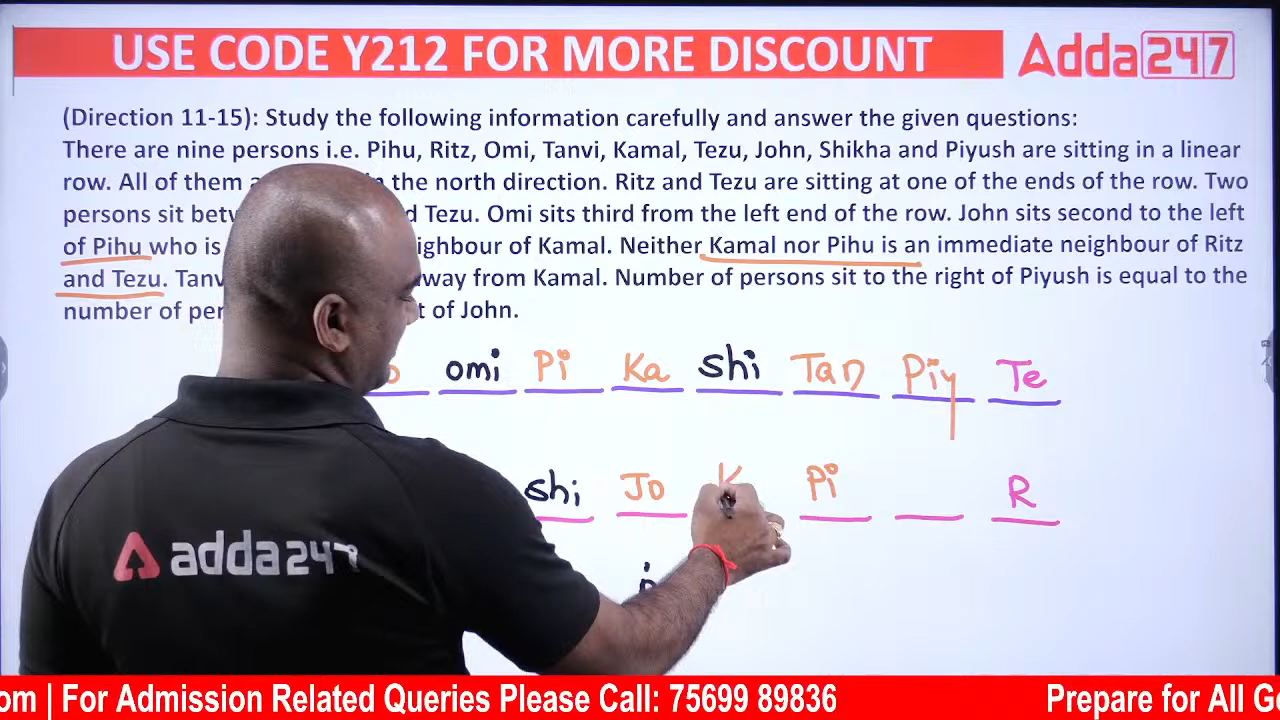 USE CODE Y212 FOR MORE DISCOUNT
Adda247
(Direction 11-15): Study the following information carefully and answer the given questions:
There are nine persons i.e. Pihu, Ritz, Omi, Tanvi, Kamal, Tezu, John, Shikha and Piyush are sitting in a linear
row. All of them the north direction. Ritz and Tezu are sitting at one of the ends of the row. Two
persons sit Tezu. Omi sits third from the left end of the row. John sits second to the left
of Pihu who is of Kamal. Neither Kamal nor Pihu is an immediate neighbour of Ritz
and Tezu. from Kamal. Number of persons sit to the right of Piyush is equal to the
number of of John.
omi Pi Ka Shi Tan Piy Te
Shi Jo K Pi R
adda247
om | For Admission Related Queries Please Call: 75699 89836
Prepare for All G